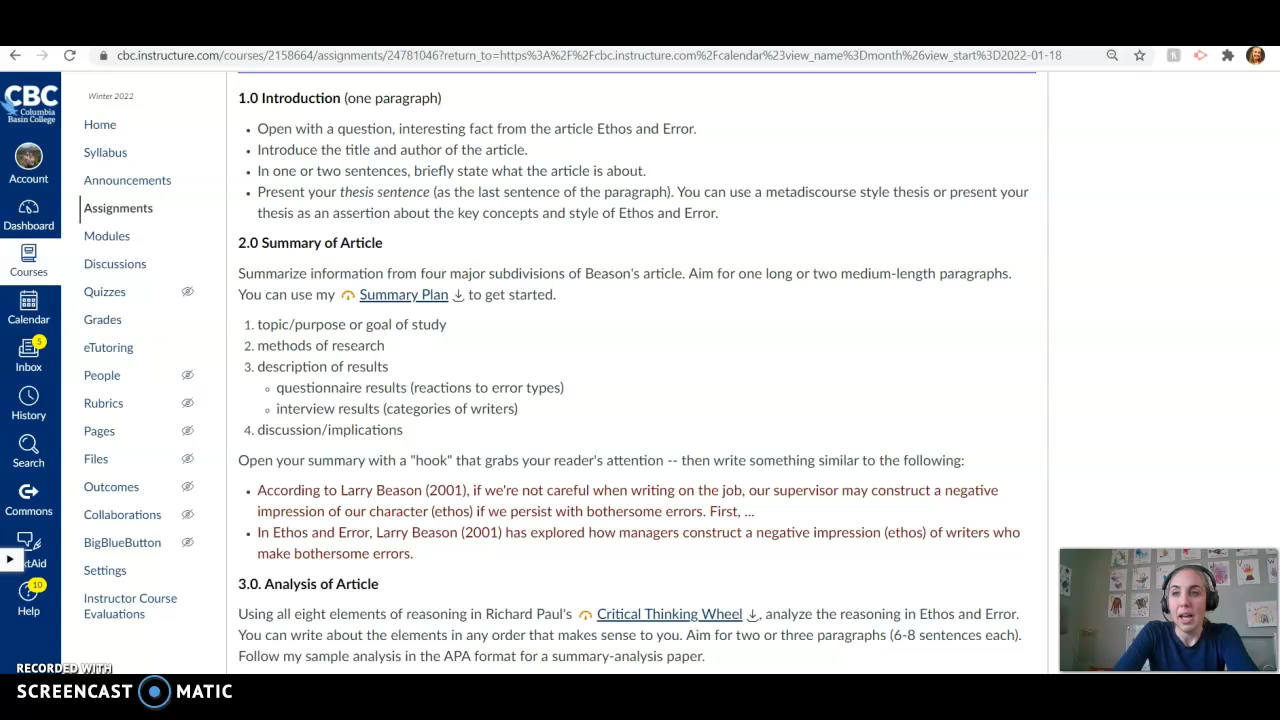 cbc.instructure.com/courses/2158664/assignments/24781046?return_to=https%3A%2F%2Fcbc.instructure.com%2Fcalendar%23view_name%3Dmonth%26view_start%3D2022-01-18
CBC
Columbia
Basin College
Account
Dashboard
Courses
Calendar
5
Inbox
History
Search
Commons
xtAid
10
Help
Winter 2022
Home
Syllabus
Announcements
Assignments
Modules
Discussions
Quizzes
Grades
eTutoring
People
Rubrics
Pages
Files
Outcomes
Collaborations
BigBlueButton
Settings
Instructor Course
Evaluations
1.0 Introduction (one paragraph)
• Open with a question, interesting fact from the article Ethos and Error.
• Introduce the title and author of the article.
• In one or two sentences, briefly state what the article is about.
• Present your thesis sentence (as the last sentence of the paragraph). You can use a metadiscourse style thesis or present your
thesis as an assertion about the key concepts and style of Ethos and Error.
2.0 Summary of Article
Summarize information from four major subdivisions of Beason's article. Aim for one long or two medium-length paragraphs.
You can use my Summary Plan to get started.
1. topic/purpose or goal of study
2. methods of research
3. description of results
◦ questionnaire results (reactions to error types)
◦ interview results (categories of writers)
4. discussion/implications
Open your summary with a "hook" that grabs your reader's attention -- then write something similar to the following:
• According to Larry Beason (2001), if we're not careful when writing on the job, our supervisor may construct a negative
impression of our character (ethos) if we persist with bothersome errors. First, ...
• In Ethos and Error, Larry Beason (2001) has explored how managers construct a negative impression (ethos) of writers who
make bothersome errors.
3.0. Analysis of Article
Using all eight elements of reasoning in Richard Paul's Critical Thinking Wheel , analyze the reasoning in Ethos and Error.
You can write about the elements in any order that makes sense to you. Aim for two or three paragraphs (6-8 sentences each).
Follow my sample analysis in the APA format for a summary-analysis paper.
RECORDED WITH
SCREENCAST MATIC